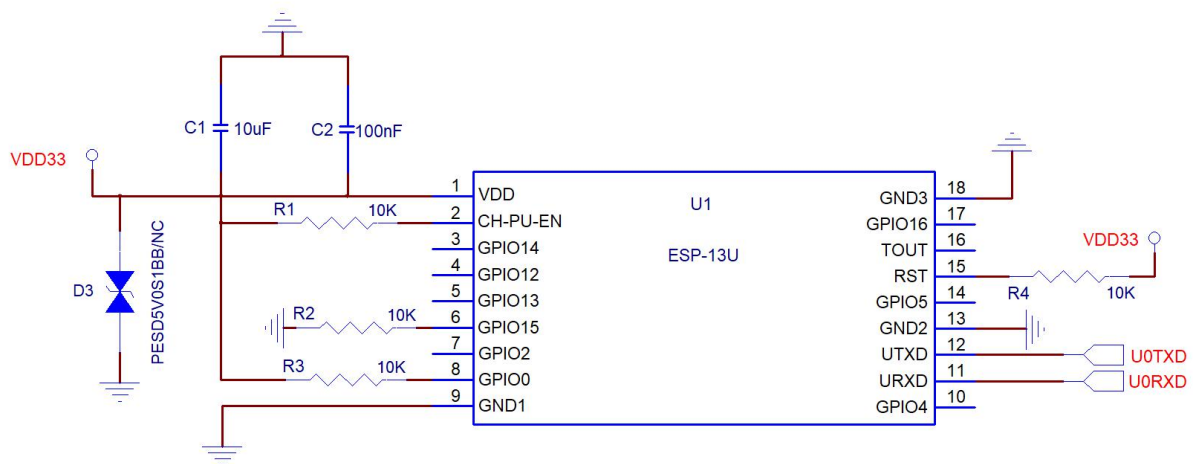 C1
10uF
C2
100nF
VDD33
D3
PESD5V0S1BB/NC
R1
10K
R2
10K
R3
10K
1
VDD
2
CH-PU-EN
3
GPIO14
4
GPIO12
5
GPIO13
6
GPIO15
7
GPIO2
8
GPIO0
9
GND1
U1
ESP-13U
GND3
18
GPIO16
17
TOUT
16
RST
15
GPIO5
14
GND2
13
UTXD
12
URXD
11
GPIO4
10
VDD33
R4
10K
U0TXD
U0RXD